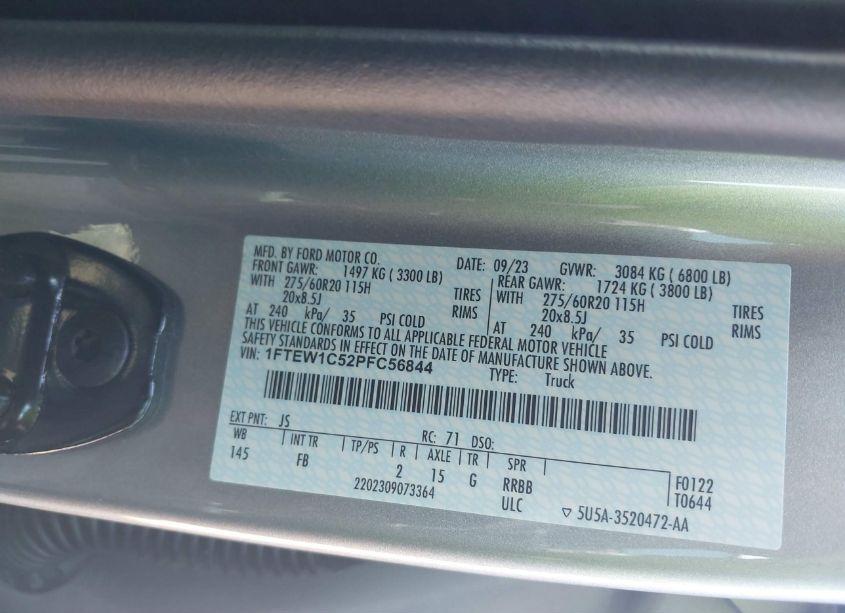 MFD. BY FORD MOTOR CO. DATE: 09/23 GVWR: 3084 KG ( 6800 LB)
FRONT GAWR: 1497 KG ( 3300 LB) REAR GAWR: 1724 KG ( 3800 LB)
WITH 275/60R20 115H TIRES WITH 275/60R20 115H TIRES
20x8.5J RIMS 20x8.5J RIMS
AT 240 kPa/ 35 PSI COLD AT 240 kPa/ 35 PSI COLD
THIS VEHICLE CONFORMS TO ALL APPLICABLE FEDERAL MOTOR VEHICLE
SAFETY STANDARDS IN EFFECT ON THE DATE OF MANUFACTURE SHOWN ABOVE.
VIN: 1FTEW1C52PFC56844 TYPE: Truck
EXT PNT: JS RC: 71 DSO:
WB INT TR TP/PS R AXLE TR SPR
145 FB 2 15 G RRBB F0122
2202309073364 ULC T0644
▽ 5U5A-3520472-AA